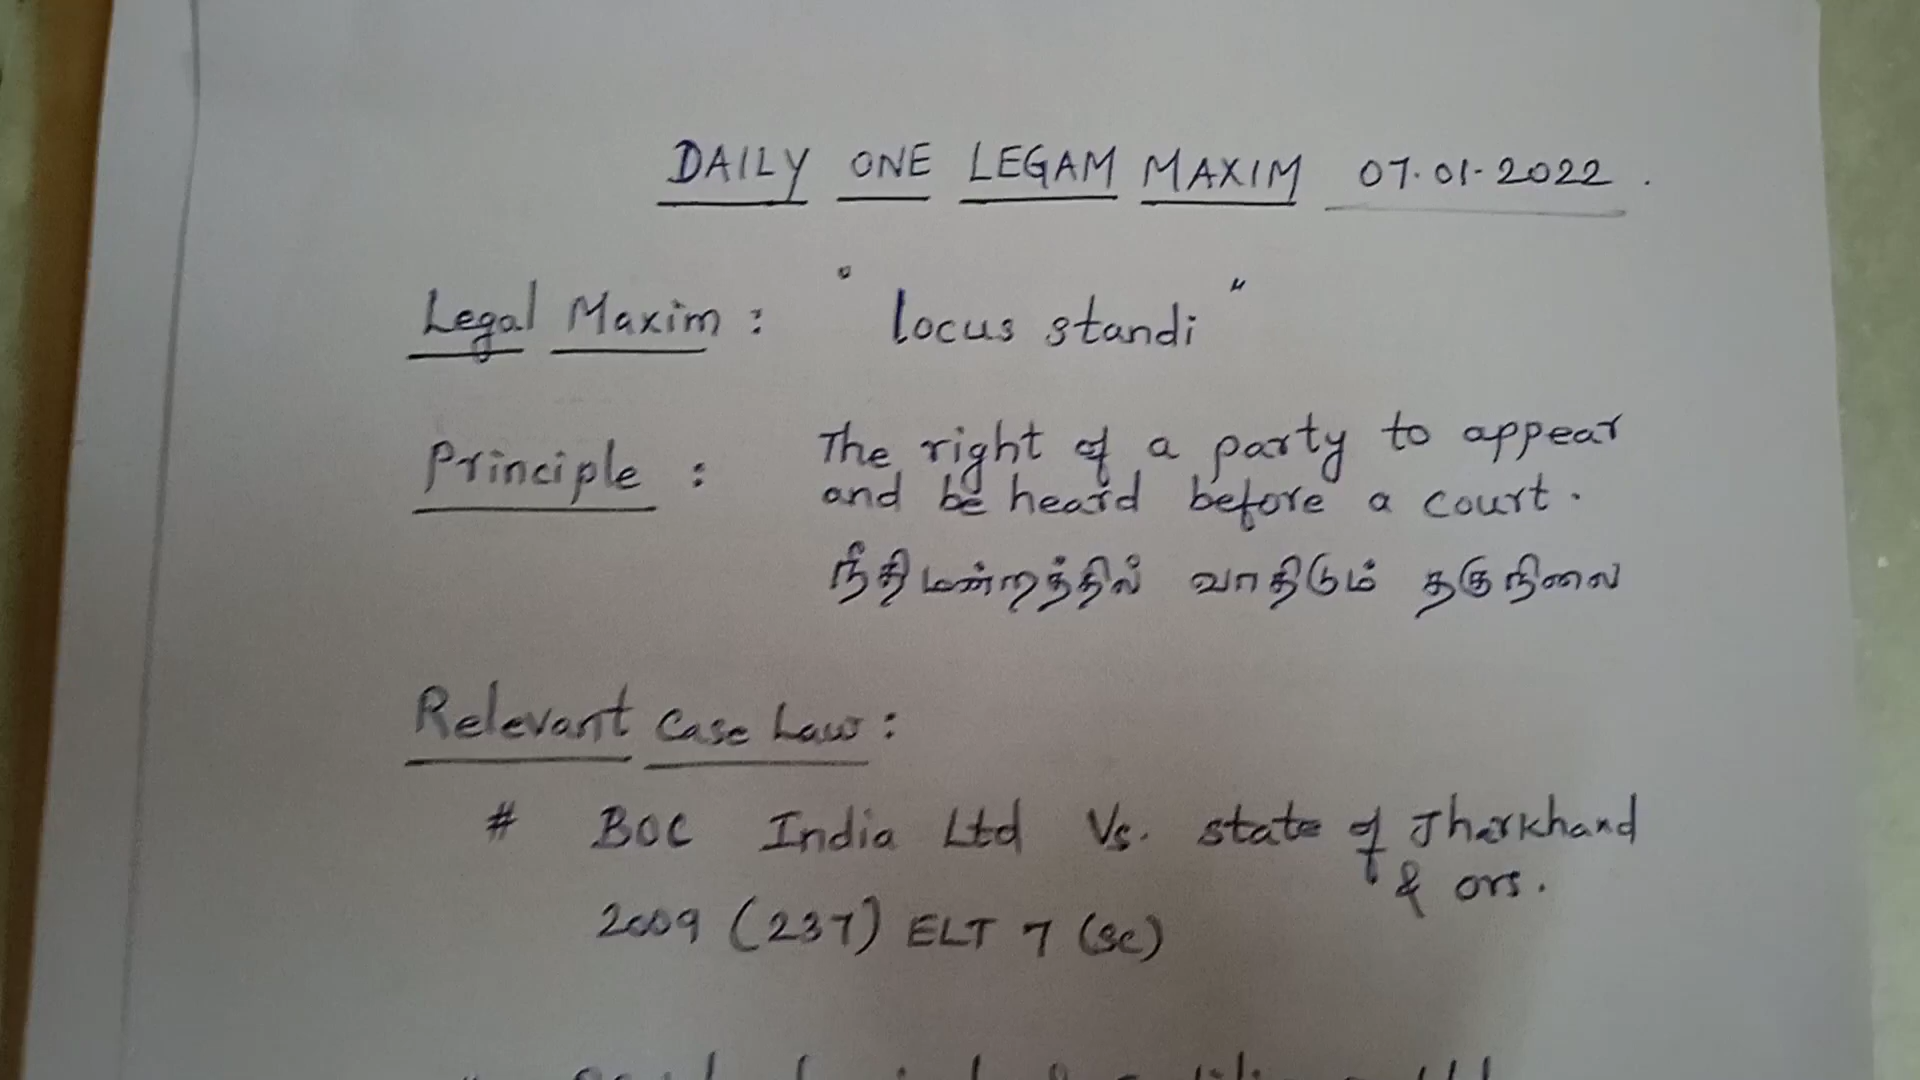 DAILY ONE LEGAM MAXIM 07.01.2022.
Legal Maxim : "locus standi"
Principle : The right of a party to appear
and be heard before a court.
நீதிமன்றத்தில் வாதிடும் தகுநிலை
Relevant Case Law :
# BOC India Ltd Vs. state of Jharkhand
& ors.
2009 (237) ELT 7 (SC)